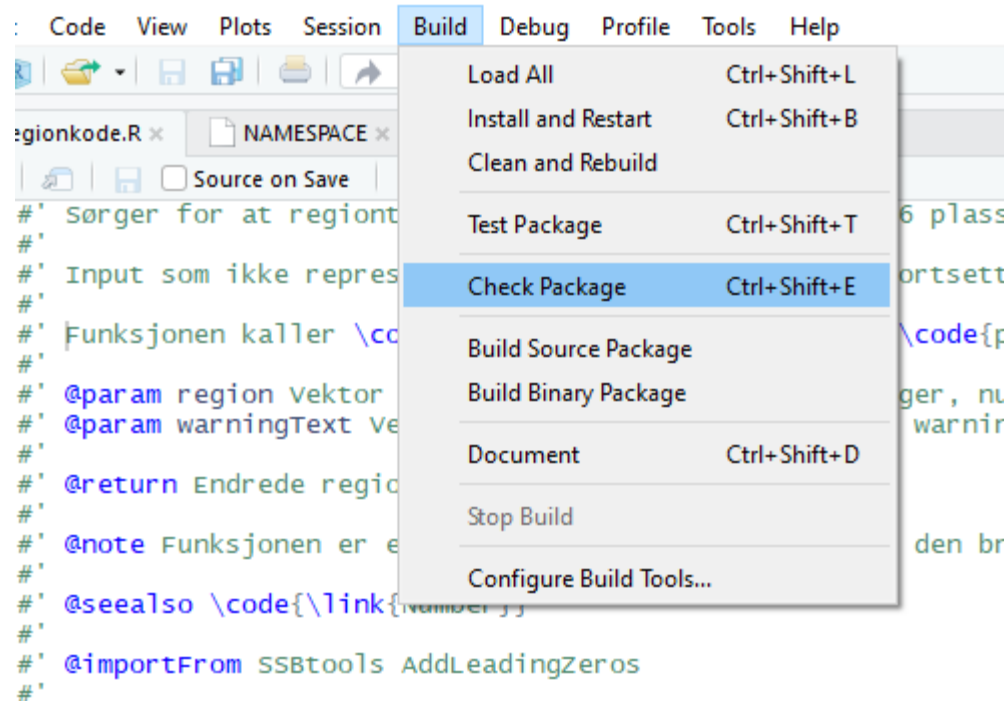 Code View Plots Session Build Debug Profile Tools Help
Load All Ctrl+Shift+L
egionkode.R NAMESPACE Install and Restart Ctrl+Shift+B
Source on Save Clean and Rebuild
#' Sørger for at regiont 6 plass
#' Test Package Ctrl+Shift+T
#' Input som ikke repres Check Package Ctrl+Shift+E ortsett
#'
#' Funksjonen kaller \co \code{p
#' Build Source Package
#' @param region Vektor Build Binary Package ger, nu
#' @param warningText Ve warnin
#' Document Ctrl+Shift+D
#' @return Endrede regio
#' Stop Build
#' @note Funksjonen er e den br
#' Configure Build Tools...
#' @seealso \code{\link{Number}}
#'
#' @importFrom SSBtools AddLeadingZeros
#'